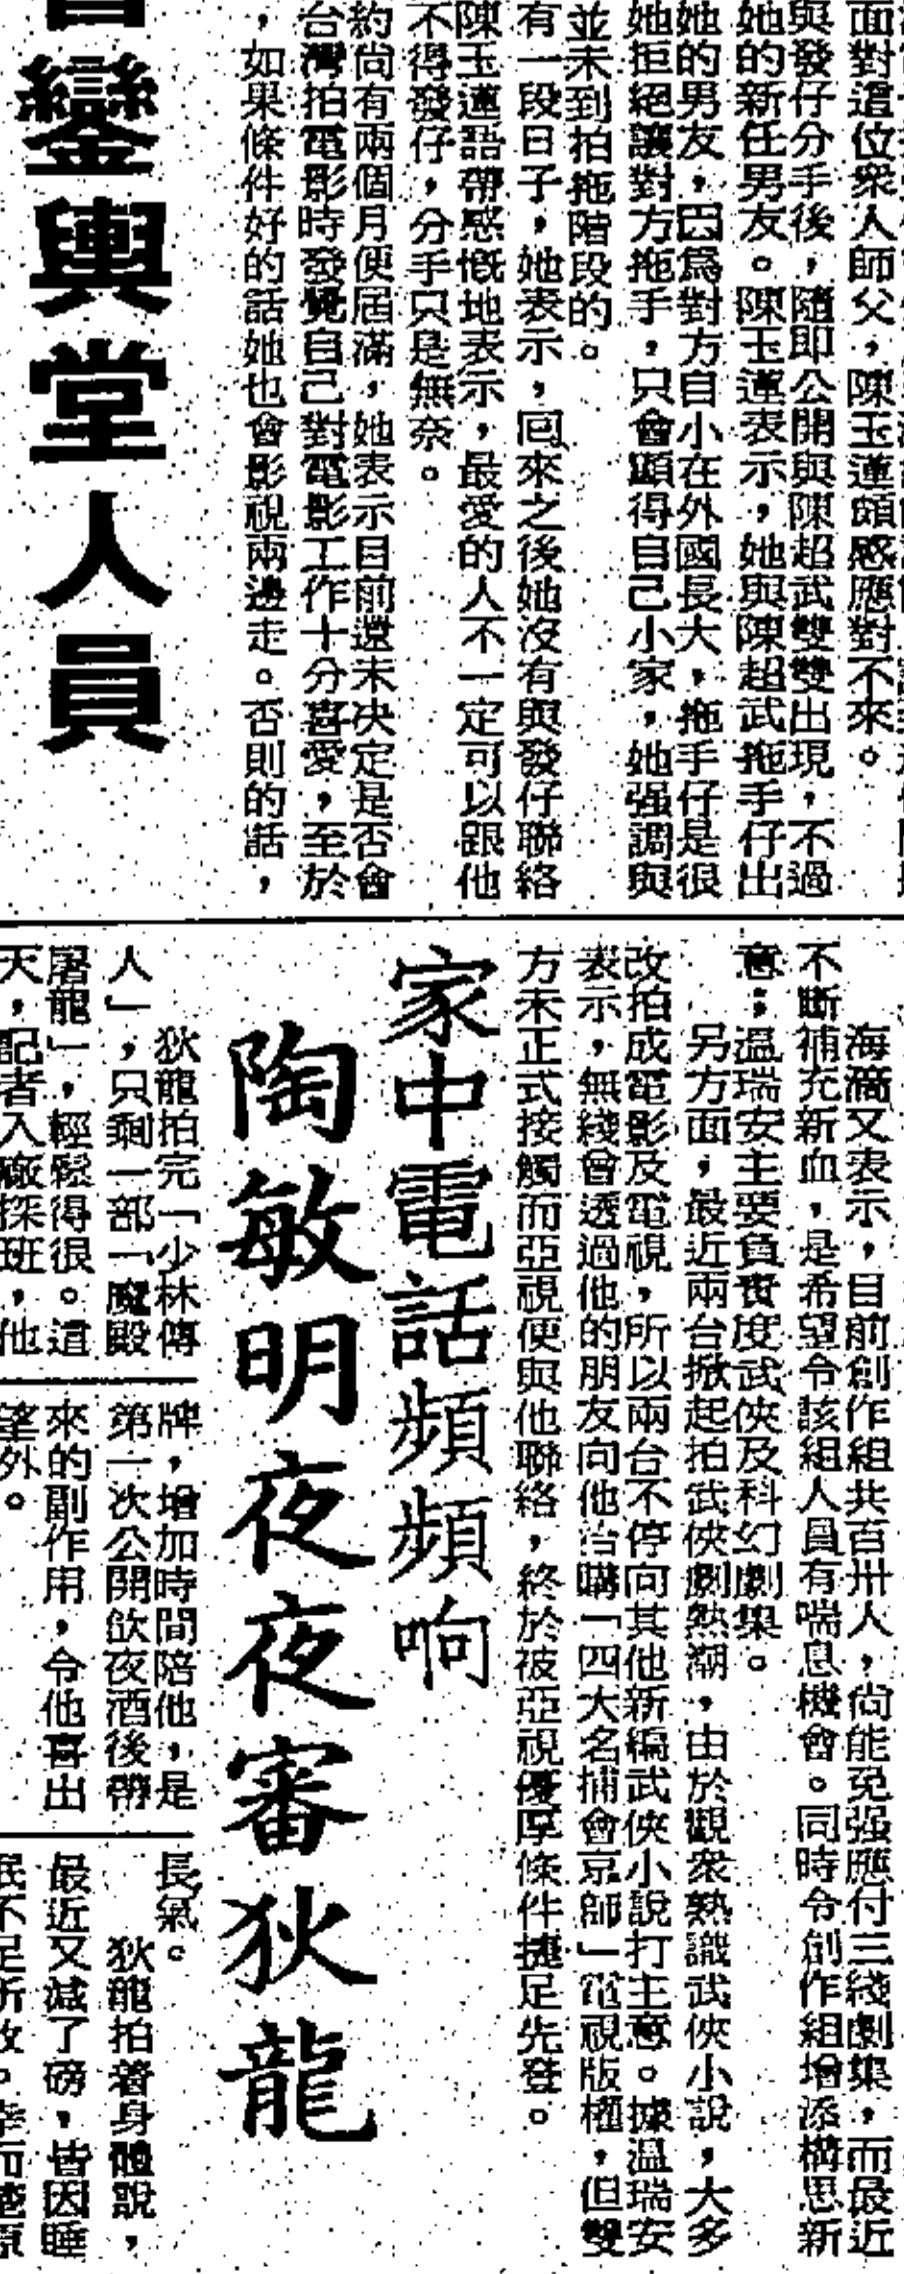 面對這位衆人師父，陳玉蓮頗感應對不來。
與發仔分手後，隨即公開與陳超武雙雙出現，不過
她的新任男友。陳玉蓮表示，她與陳超武拖手仔出
她的男友，因爲對方自小在外國長大，拖手仔是很
她拒絕讓對方拖手，只會顯得自己小家，她强調與
並未到拍拖階段的。
有一段日子，她表示，囘來之後她沒有與發仔聯絡
陳玉蓮語帶感慨地表示，最愛的人不一定可以跟他
不得發仔，分手只是無奈。
約尚有兩個月便屆滿，她表示目前還未决定是否會
台灣拍電影時發覺自己對電影工作十分喜愛，至於
，如果條件好的話她也會影視兩邊走。否則的話，
鑾輿堂人員
海滴又表示，目前創作組共百卅人，尚能免强應付三綫劇集，而最近
不斷補充新血，是希望令該組人員有喘息機會。同時令創作組增添構思新
意；温瑞安主要負責度武俠及科幻劇集。
另方面，最近兩台掀起拍武俠劇熱潮，由於觀衆熟識武俠小說，大多
改拍成電影及電視，所以兩台不停向其他新編武俠小說打主意。據温瑞安
表示，無綫會透過他的朋友向他治購「四大名捕會京師」電視版權，但雙
方未正式接觸而亞視便與他聯絡，終於被亞視優厚條件捷足先登。
家中電話頻頻响
陶敏明夜夜審狄龍
狄龍拍完「少林傳
人」，只剩一部「魔殿
屠龍」，輕鬆得很。這
天，記者入廠探班，他
牌，增加時間陪他，是
第一次公開飲夜酒後帶
來的副作用，令他喜出
望外。
長氣。
狄龍拍着身體說，
最近又減了磅，皆因睡
眠不足所致。幸而楚原